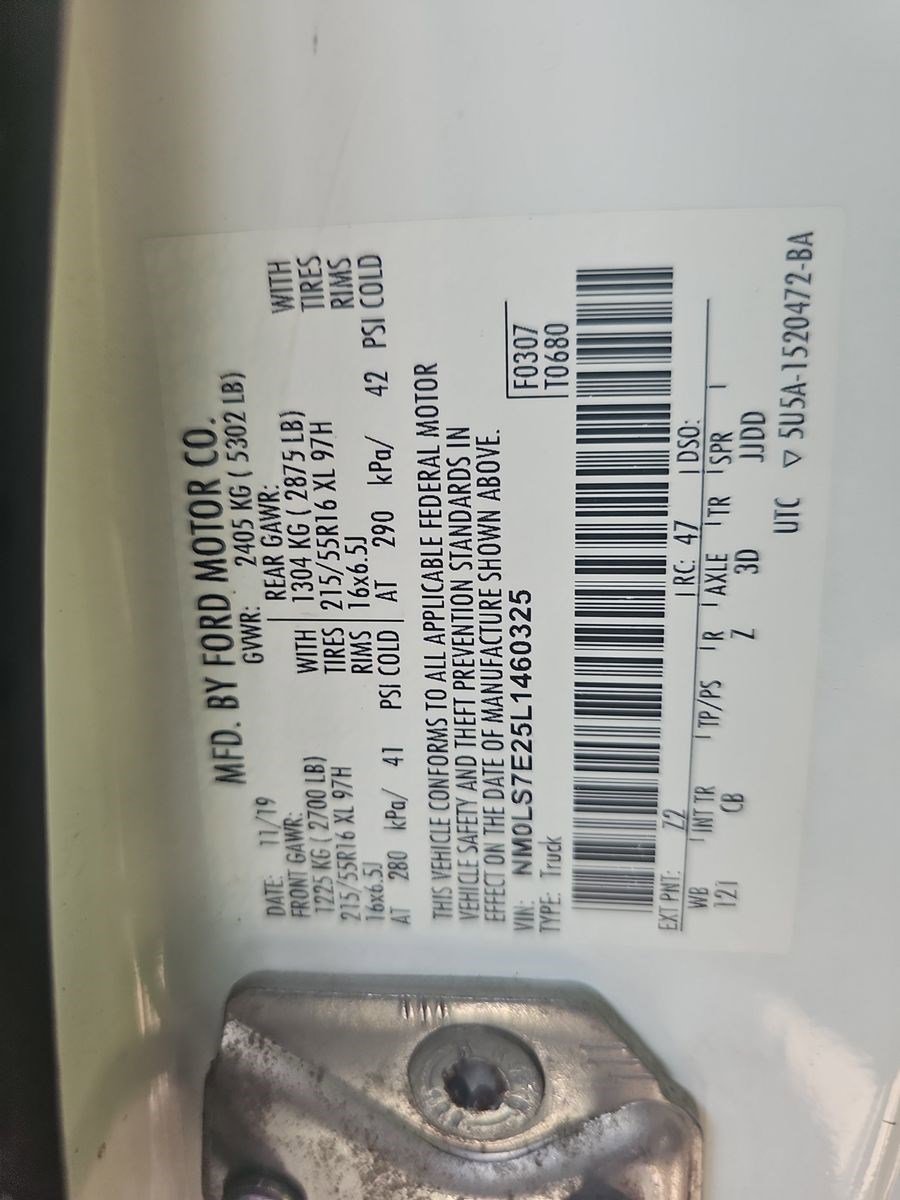 MFD. BY FORD MOTOR CO.
DATE: 11/19 GVWR: 2405 KG ( 5302 LB)
FRONT GAWR: REAR GAWR:
1225 KG ( 2700 LB) WITH 1304 KG ( 2875 LB) WITH
215/55R16 XL 97H TIRES 215/55R16 XL 97H TIRES
16x6.5J RIMS 16x6.5J RIMS
AT 280 kPa/ 41 PSI COLD AT 290 kPa/ 42 PSI COLD
THIS VEHICLE CONFORMS TO ALL APPLICABLE FEDERAL MOTOR
VEHICLE SAFETY AND THEFT PREVENTION STANDARDS IN
EFFECT ON THE DATE OF MANUFACTURE SHOWN ABOVE.
VIN: NM0LS7E25L1460325 F0307
TYPE: Truck T0680
EXT PNT: Z2 RC: 47 DSO:
WB INT TR TP/PS R AXLE TR SPR
121 CB Z 3D JJDD
UTC ▽ 5U5A-1520472-BA